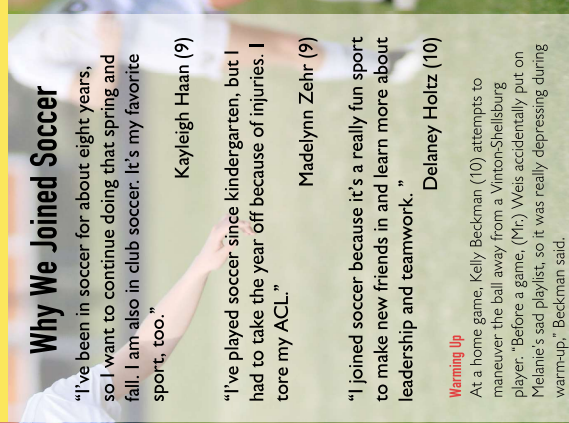 Why We Joined Soccer
“I’ve been in soccer for about eight years,
so I want to continue doing that spring and
fall. I am also in club soccer. It’s my favorite
sport, too.”
Kayleigh Haan (9)
“I’ve played soccer since kindergarten, but I
had to take the year off because of injuries. I
tore my ACL.”
Madelynn Zehr (9)
“I joined soccer because it’s a really fun sport
to make new friends in and learn more about
leadership and teamwork. ”
Delaney Holtz (10)
Warming Up
At a home game, Kelly Beckman (10) attempts to
maneuver the ball away from a Vinton-Shellsburg
player. “Before a game, (Mr.) Weis accidentally put on
Melanie’s sad playlist, so it was really depressing during
warm-up,” Beckman said.